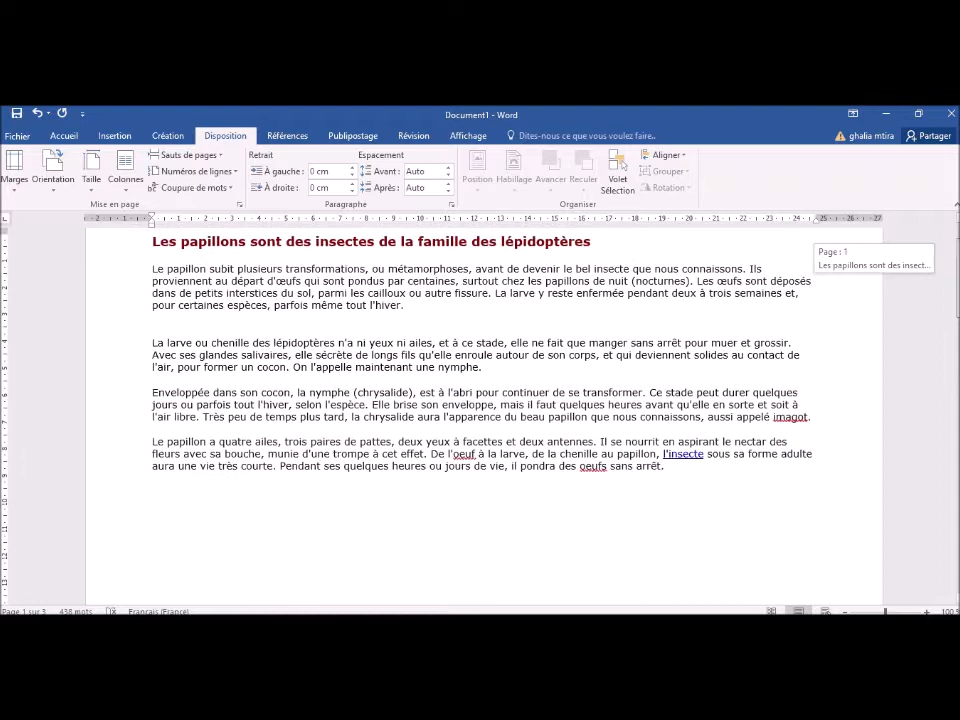 Document1 - Word
Fichier Accueil Insertion Création Disposition Références Publipostage Révision Affichage Dites-nous ce que vous voulez faire.. ghalia mtira Partager
Marges Orientation Taille Colonnes
Sauts de pages
Numéros de lignes
Coupure de mots
Mise en page
Retrait Espacement
À gauche : 0 cm Avant : Auto
À droite : 0 cm Après : Auto
Paragraphe
Position Habillage Avancer Reculer Volet Sélection
Aligner
Grouper
Rotation
Organiser
Page : 1
Les papillons sont des insect...
Les papillons sont des insectes de la famille des lépidoptères
Le papillon subit plusieurs transformations, ou métamorphoses, avant de devenir le bel insecte que nous connaissons. Ils
proviennent au départ d'œufs qui sont pondus par centaines, surtout chez les papillons de nuit (nocturnes). Les œufs sont déposés
dans de petits interstices du sol, parmi les cailloux ou autre fissure. La larve y reste enfermée pendant deux à trois semaines et,
pour certaines espèces, parfois même tout l'hiver.
La larve ou chenille des lépidoptères n'a ni yeux ni ailes, et à ce stade, elle ne fait que manger sans arrêt pour muer et grossir.
Avec ses glandes salivaires, elle sécrète de longs fils qu'elle enroule autour de son corps, et qui deviennent solides au contact de
l'air, pour former un cocon. On l'appelle maintenant une nymphe.
Enveloppée dans son cocon, la nymphe (chrysalide), est à l'abri pour continuer de se transformer. Ce stade peut durer quelques
jours ou parfois tout l'hiver, selon l'espèce. Elle brise son enveloppe, mais il faut quelques heures avant qu'elle en sorte et soit à
l'air libre. Très peu de temps plus tard, la chrysalide aura l'apparence du beau papillon que nous connaissons, aussi appelé imagot.
Le papillon a quatre ailes, trois paires de pattes, deux yeux à facettes et deux antennes. Il se nourrit en aspirant le nectar des
fleurs avec sa bouche, munie d'une trompe à cet effet. De l'oeuf à la larve, de la chenille au papillon, l'insecte sous sa forme adulte
aura une vie très courte. Pendant ses quelques heures ou jours de vie, il pondra des oeufs sans arrêt.
Page 1 sur 3 438 mots Français (France)